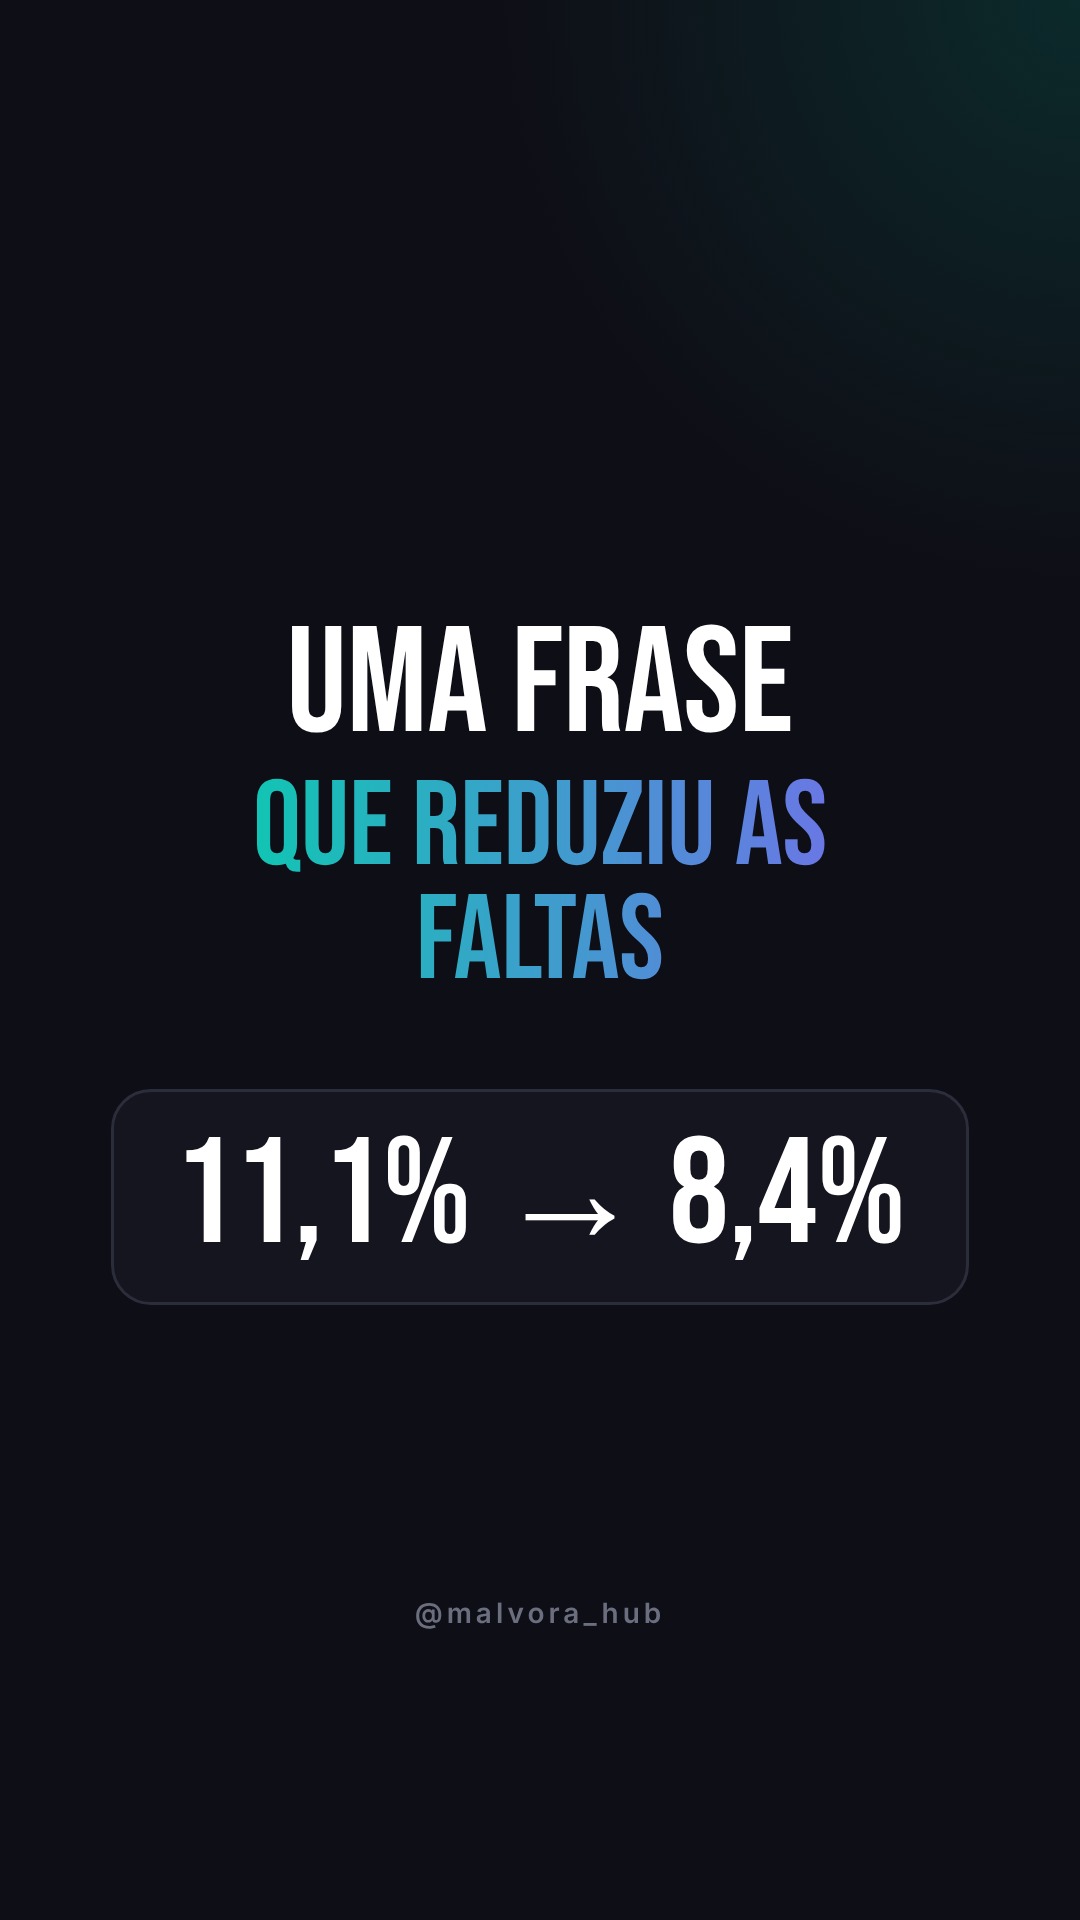 UMA FRASE
QUE REDUZIU AS
FALTAS
11,1% → 8,4%
@malvora_hub